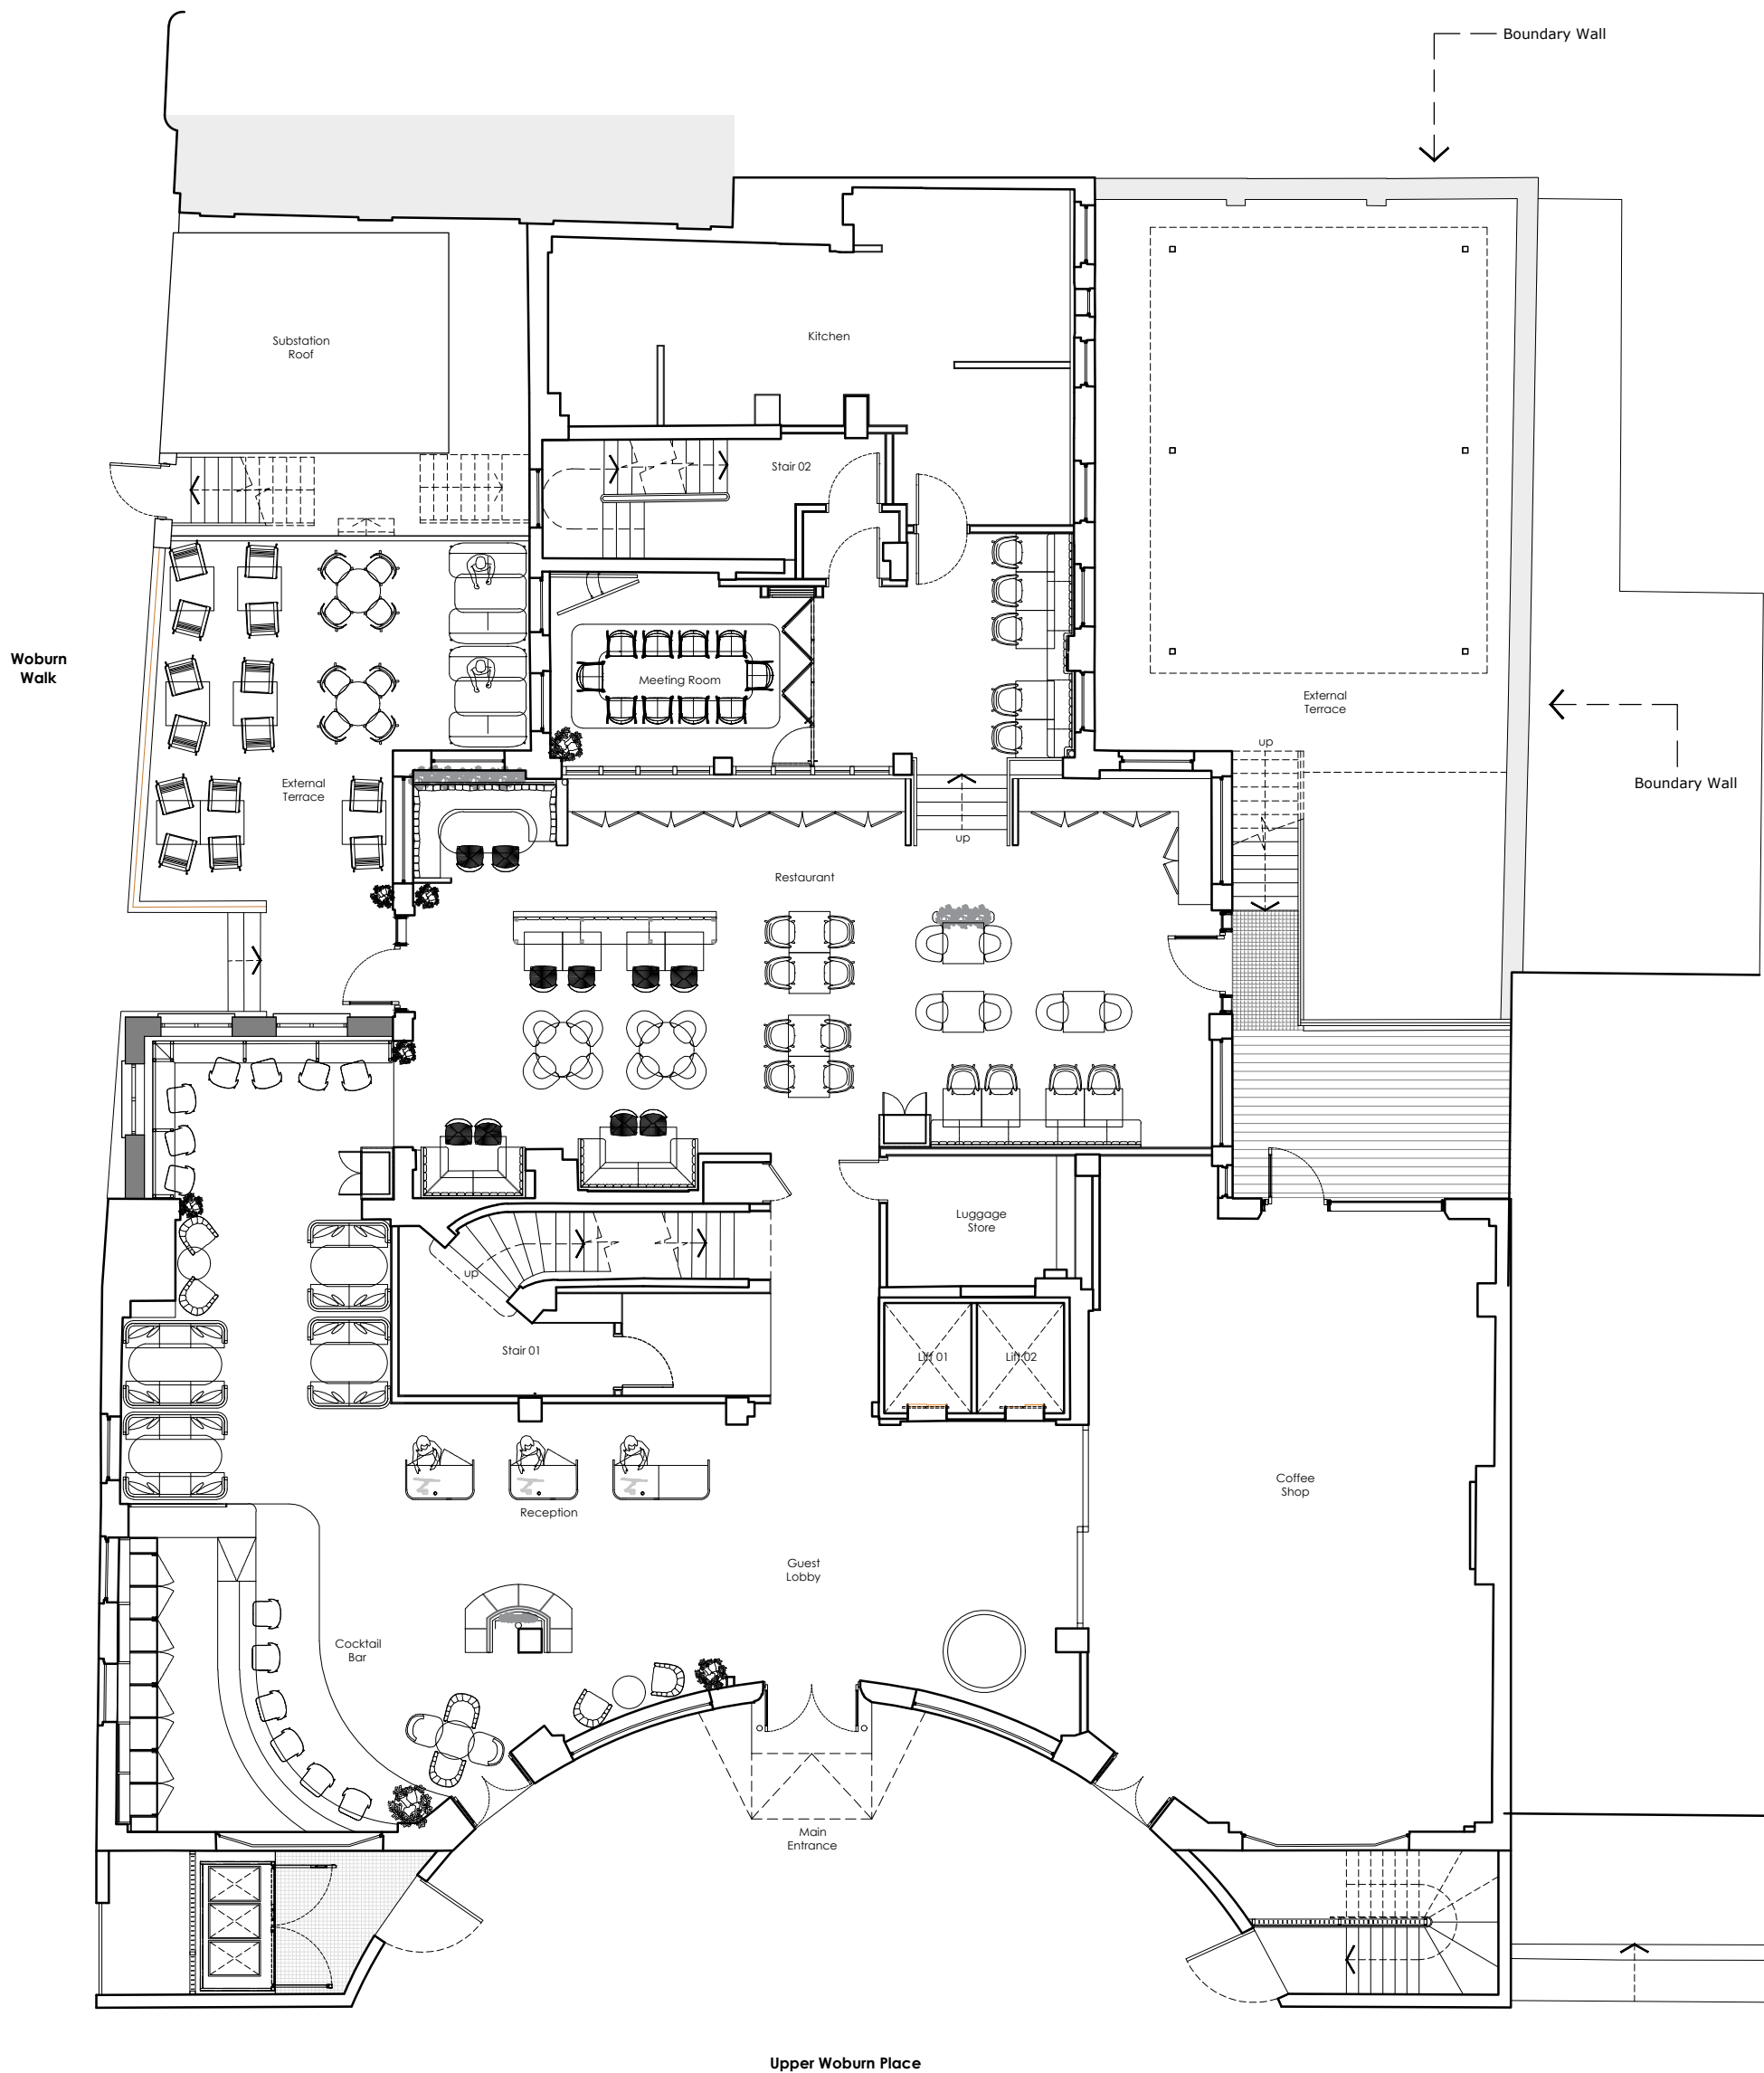 Boundary Wall
Substation
Roof
Kitchen
Stair 02
Woburn
Walk
Meeting Room
External
Terrace
up
Boundary Wall
External
Terrace
up
Restaurant
Luggage
Store
up
Stair 01
Lift 01
Lift 02
Coffee
Shop
Reception
Guest
Lobby
Cocktail
Bar
Main
Entrance
Upper Woburn Place